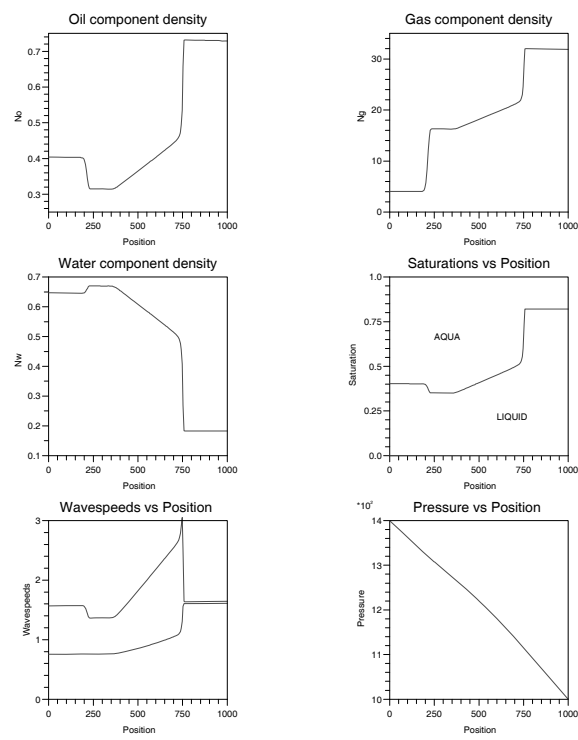 Oil component density
0.7
0.6
0.5
0.4
0.3
No
0 250 500 750 1000
Position
Gas component density
30
20
10
0
Ng
0 250 500 750 1000
Position
Water component density
0.7
0.6
0.5
0.4
0.3
0.2
0.1
Nw
0 250 500 750 1000
Position
Saturations vs Position
1.0
0.75
0.5
0.25
0.0
Saturation
AQUA
LIQUID
0 250 500 750 1000
Position
Wavespeeds vs Position
3
2
1
0
Wavespeeds
0 250 500 750 1000
Position
*10²
Pressure vs Position
14
13
12
11
10
Pressure
0 250 500 750 1000
Position